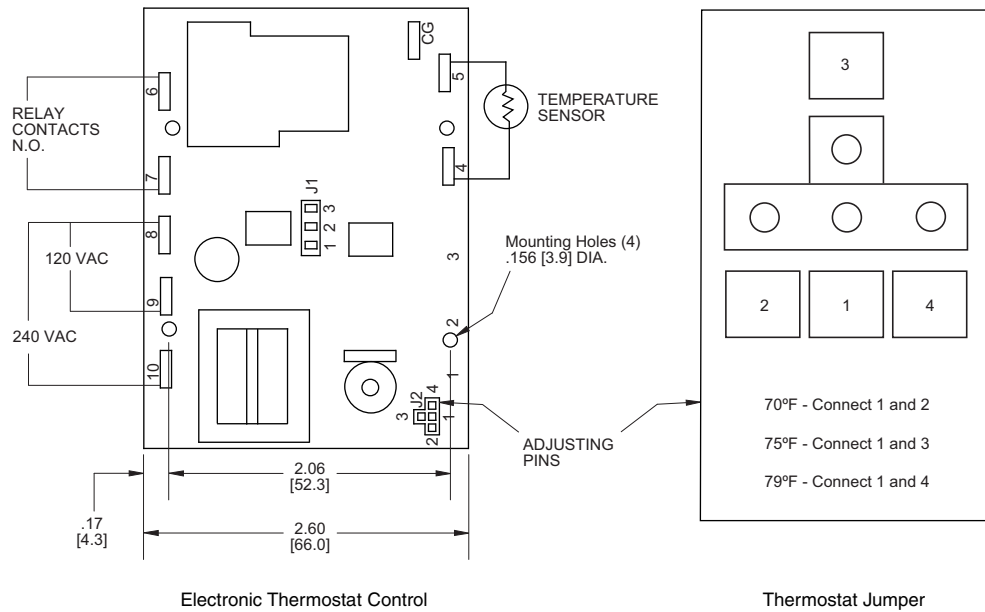 CG
6
5
RELAY
CONTACTS
N.O.
TEMPERATURE
SENSOR
7
4
J1
3
2
1
8
120 VAC
9
240 VAC
10
3
2
1
Mounting Holes (4)
.156 [3.9] DIA.
J2
3
4
1
2
ADJUSTING
PINS
2.06
[52.3]
.17
[4.3]
2.60
[66.0]
Electronic Thermostat Control
3
2
1
4
70ºF - Connect 1 and 2
75ºF - Connect 1 and 3
79ºF - Connect 1 and 4
Thermostat Jumper